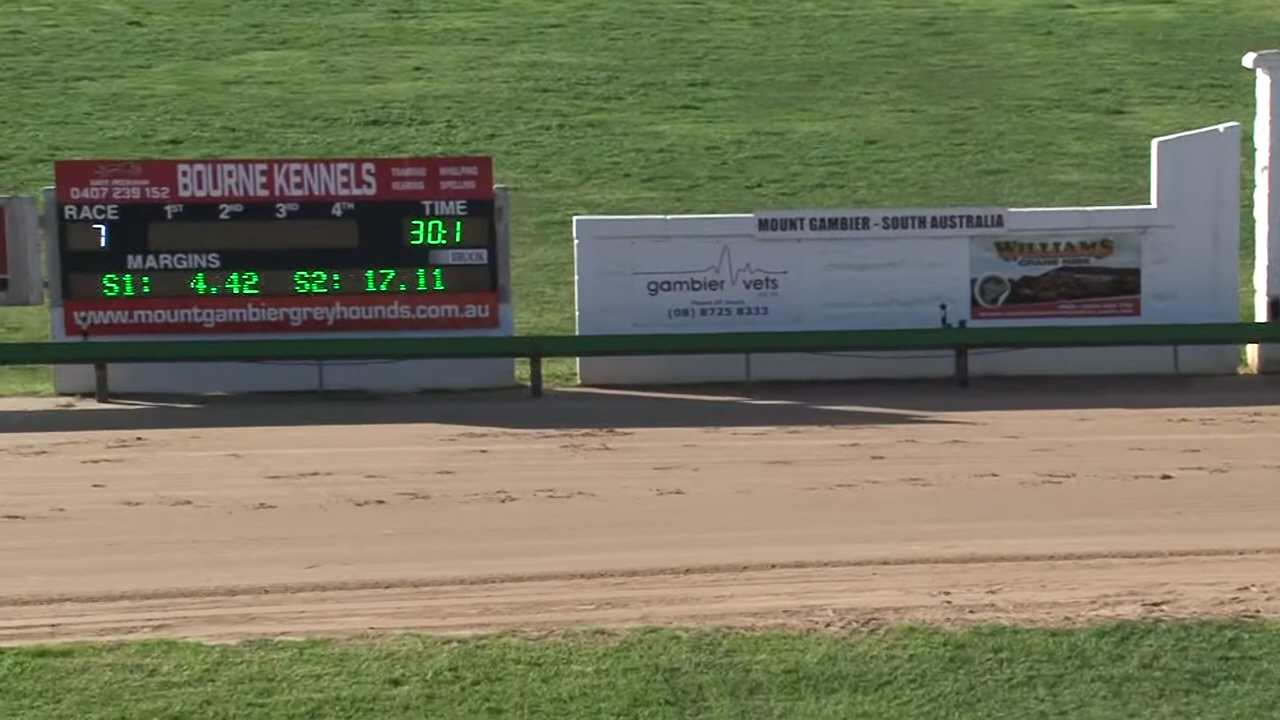 BOURNE KENNELS
TRAINING WHELPING
REARING SPELLING
0407 239 152
RACE 1ST 2ND 3RD 4TH TIME
7 30:1
MARGINS
S1: 4.42 S2: 17.11
www.mountgambiergreyhounds.com.au
MOUNT GAMBIER - SOUTH AUSTRALIA
gambier vets
(08) 8725 8333
WILLIAMS
CRANE HIRE